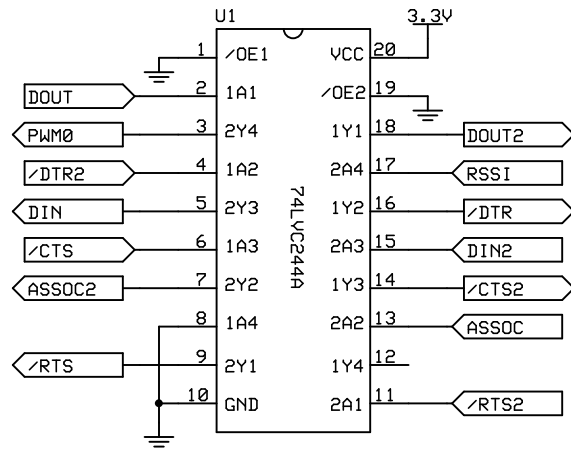 U1
3.3V
1 /OE1 VCC 20
DOUT 2 1A1 /OE2 19
PWM0 3 2Y4 1Y1 18 DOUT2
/DTR2 4 1A2 2A4 17 RSSI
DIN 5 2Y3 1Y2 16 /DTR
/CTS 6 1A3 2A3 15 DIN2
ASSOC2 7 2Y2 1Y3 14 /CTS2
8 1A4 2A2 13 ASSOC
/RTS 9 2Y1 1Y4 12
10 GND 2A1 11 /RTS2
74LVC244A